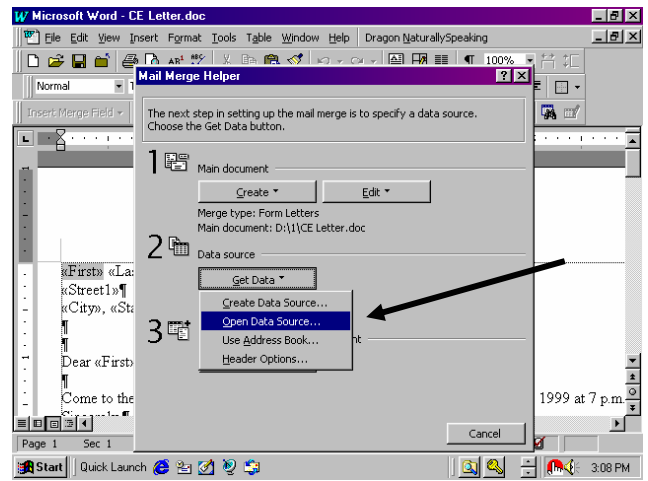 Microsoft Word - CE Letter.doc
File Edit View Insert Format Tools Table Window Help Dragon NaturallySpeaking
100%
Normal
Mail Merge Helper
Insert Merge Field
The next step in setting up the mail merge is to specify a data source.
Choose the Get Data button.
1 Main document
Create Edit
Merge type: Form Letters
Main document: D:\1\CE Letter.doc
2 Data source
Get Data
Create Data Source...
Open Data Source...
Use Address Book...
Header Options...
3
Cancel
«First» «La
«Street1»¶
«City», «Sta
¶
¶
Dear «First»
¶
Come to the 1999 at 7 p.m.
Page 1 Sec 1
Start Quick Launch 3:08 PM